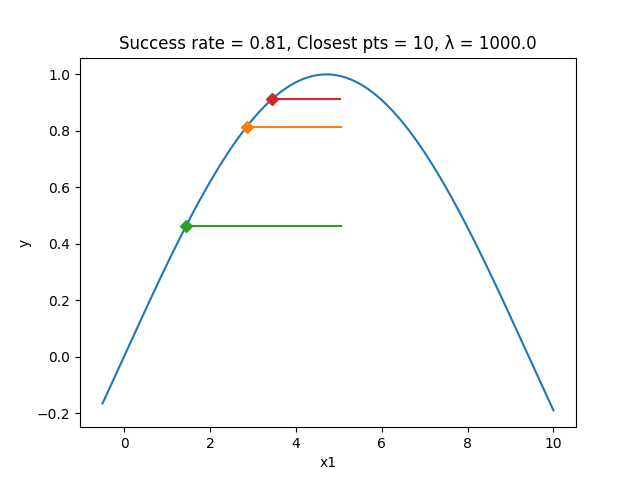 Success rate = 0.81, Closest pts = 10, λ = 1000.0
1.0
0.8
0.6
0.4
0.2
0.0
−0.2
y
0 2 4 6 8 10
x1